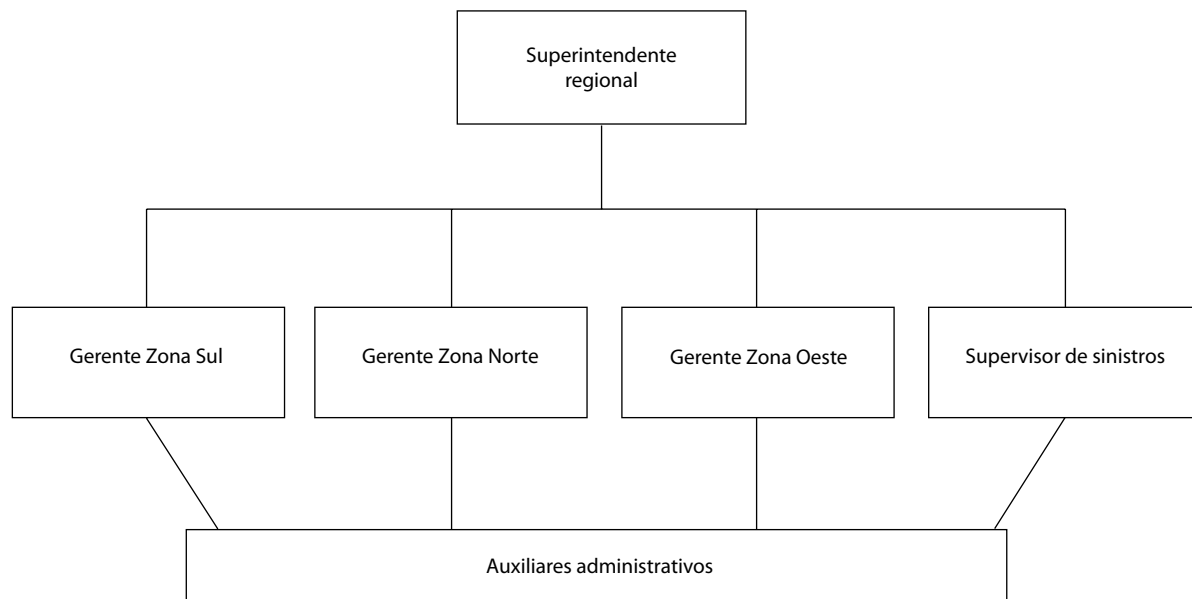 Superintendente
regional
Gerente Zona Sul
Gerente Zona Norte
Gerente Zona Oeste
Supervisor de sinistros
Auxiliares administrativos